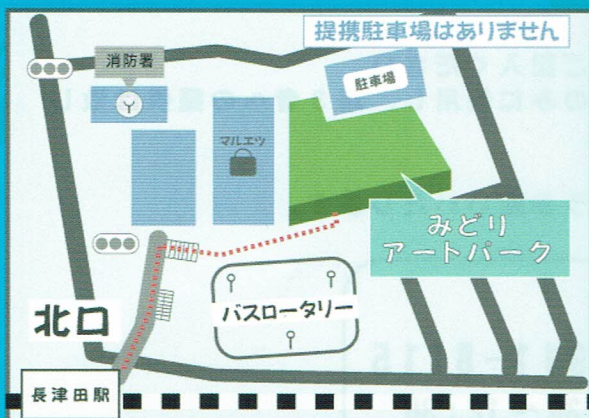 提携駐車場はありません
消防署
駐車場
マルエツ
みどり
アートパーク
北口
バスロータリー
長津田駅